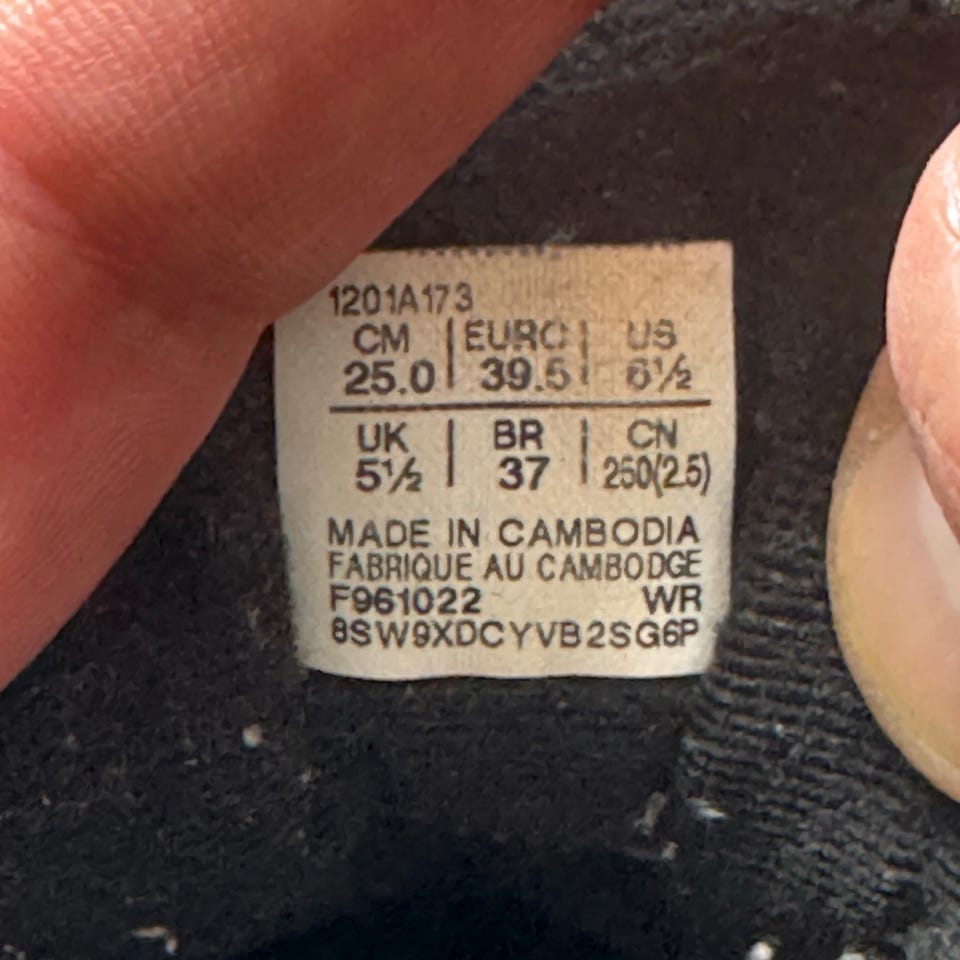 1201A173
CM | EURO | US
25.0 | 39.5 | 6½
UK | BR | CN
5½ | 37 | 250(2.5)
MADE IN CAMBODIA
FABRIQUE AU CAMBODGE
F961022 WR
8SW9XDCYVB2SG6P